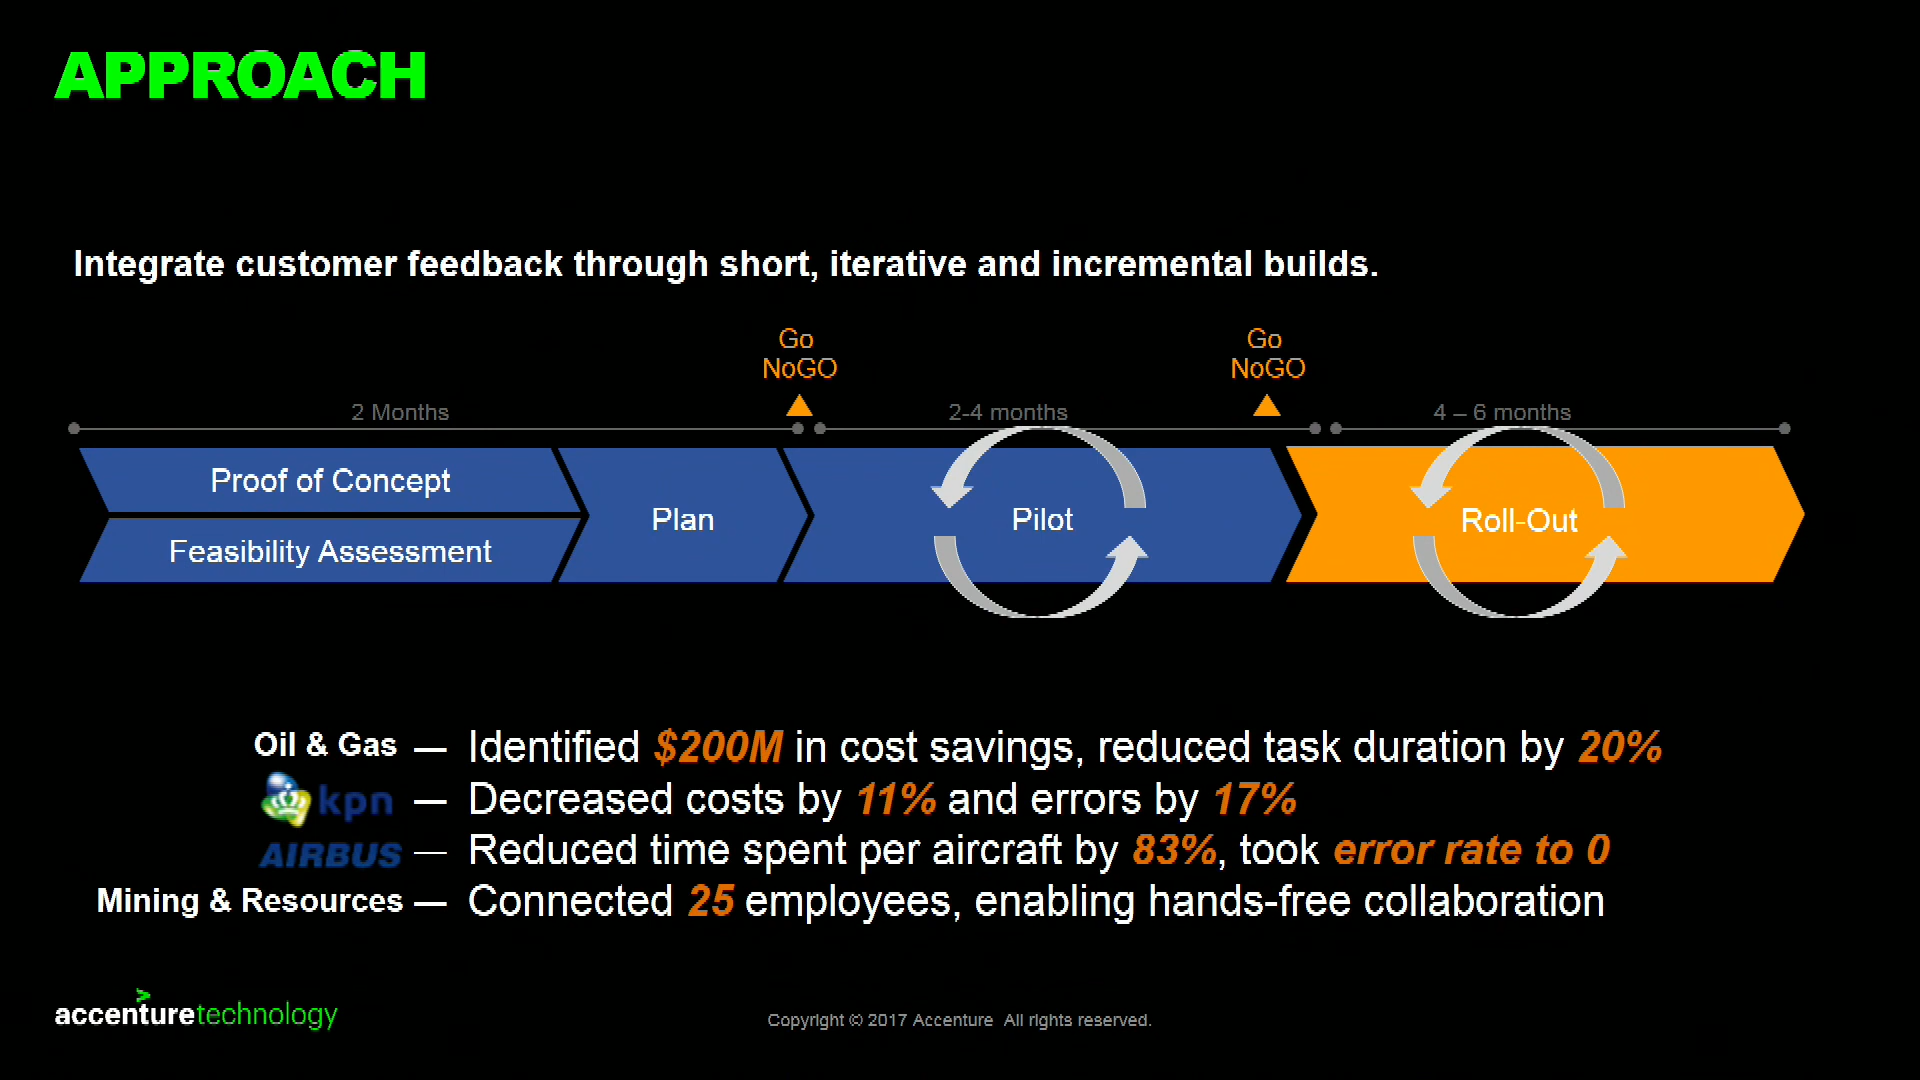 APPROACH
Integrate customer feedback through short, iterative and incremental builds.
Go
NoGO
Go
NoGO
2 Months
2-4 months
4 – 6 months
Proof of Concept
Feasibility Assessment
Plan
Pilot
Roll-Out
Oil & Gas — Identified $200M in cost savings, reduced task duration by 20%
kpn — Decreased costs by 11% and errors by 17%
AIRBUS — Reduced time spent per aircraft by 83%, took error rate to 0
Mining & Resources — Connected 25 employees, enabling hands-free collaboration
accenturetechnology
Copyright © 2017 Accenture All rights reserved.